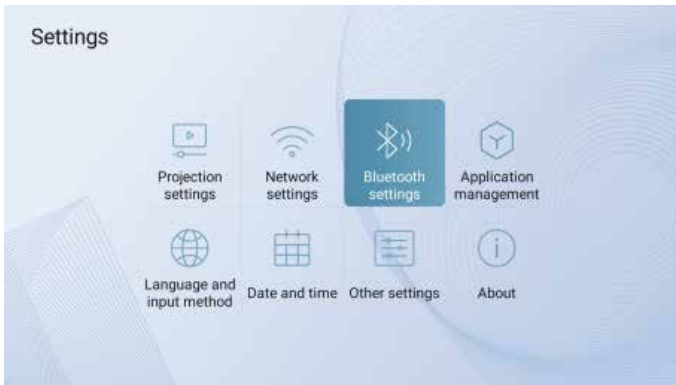 Settings
Projection
settings
Network
settings
Bluetooth
settings
Application
management
Language and
input method
Date and time
Other settings
About